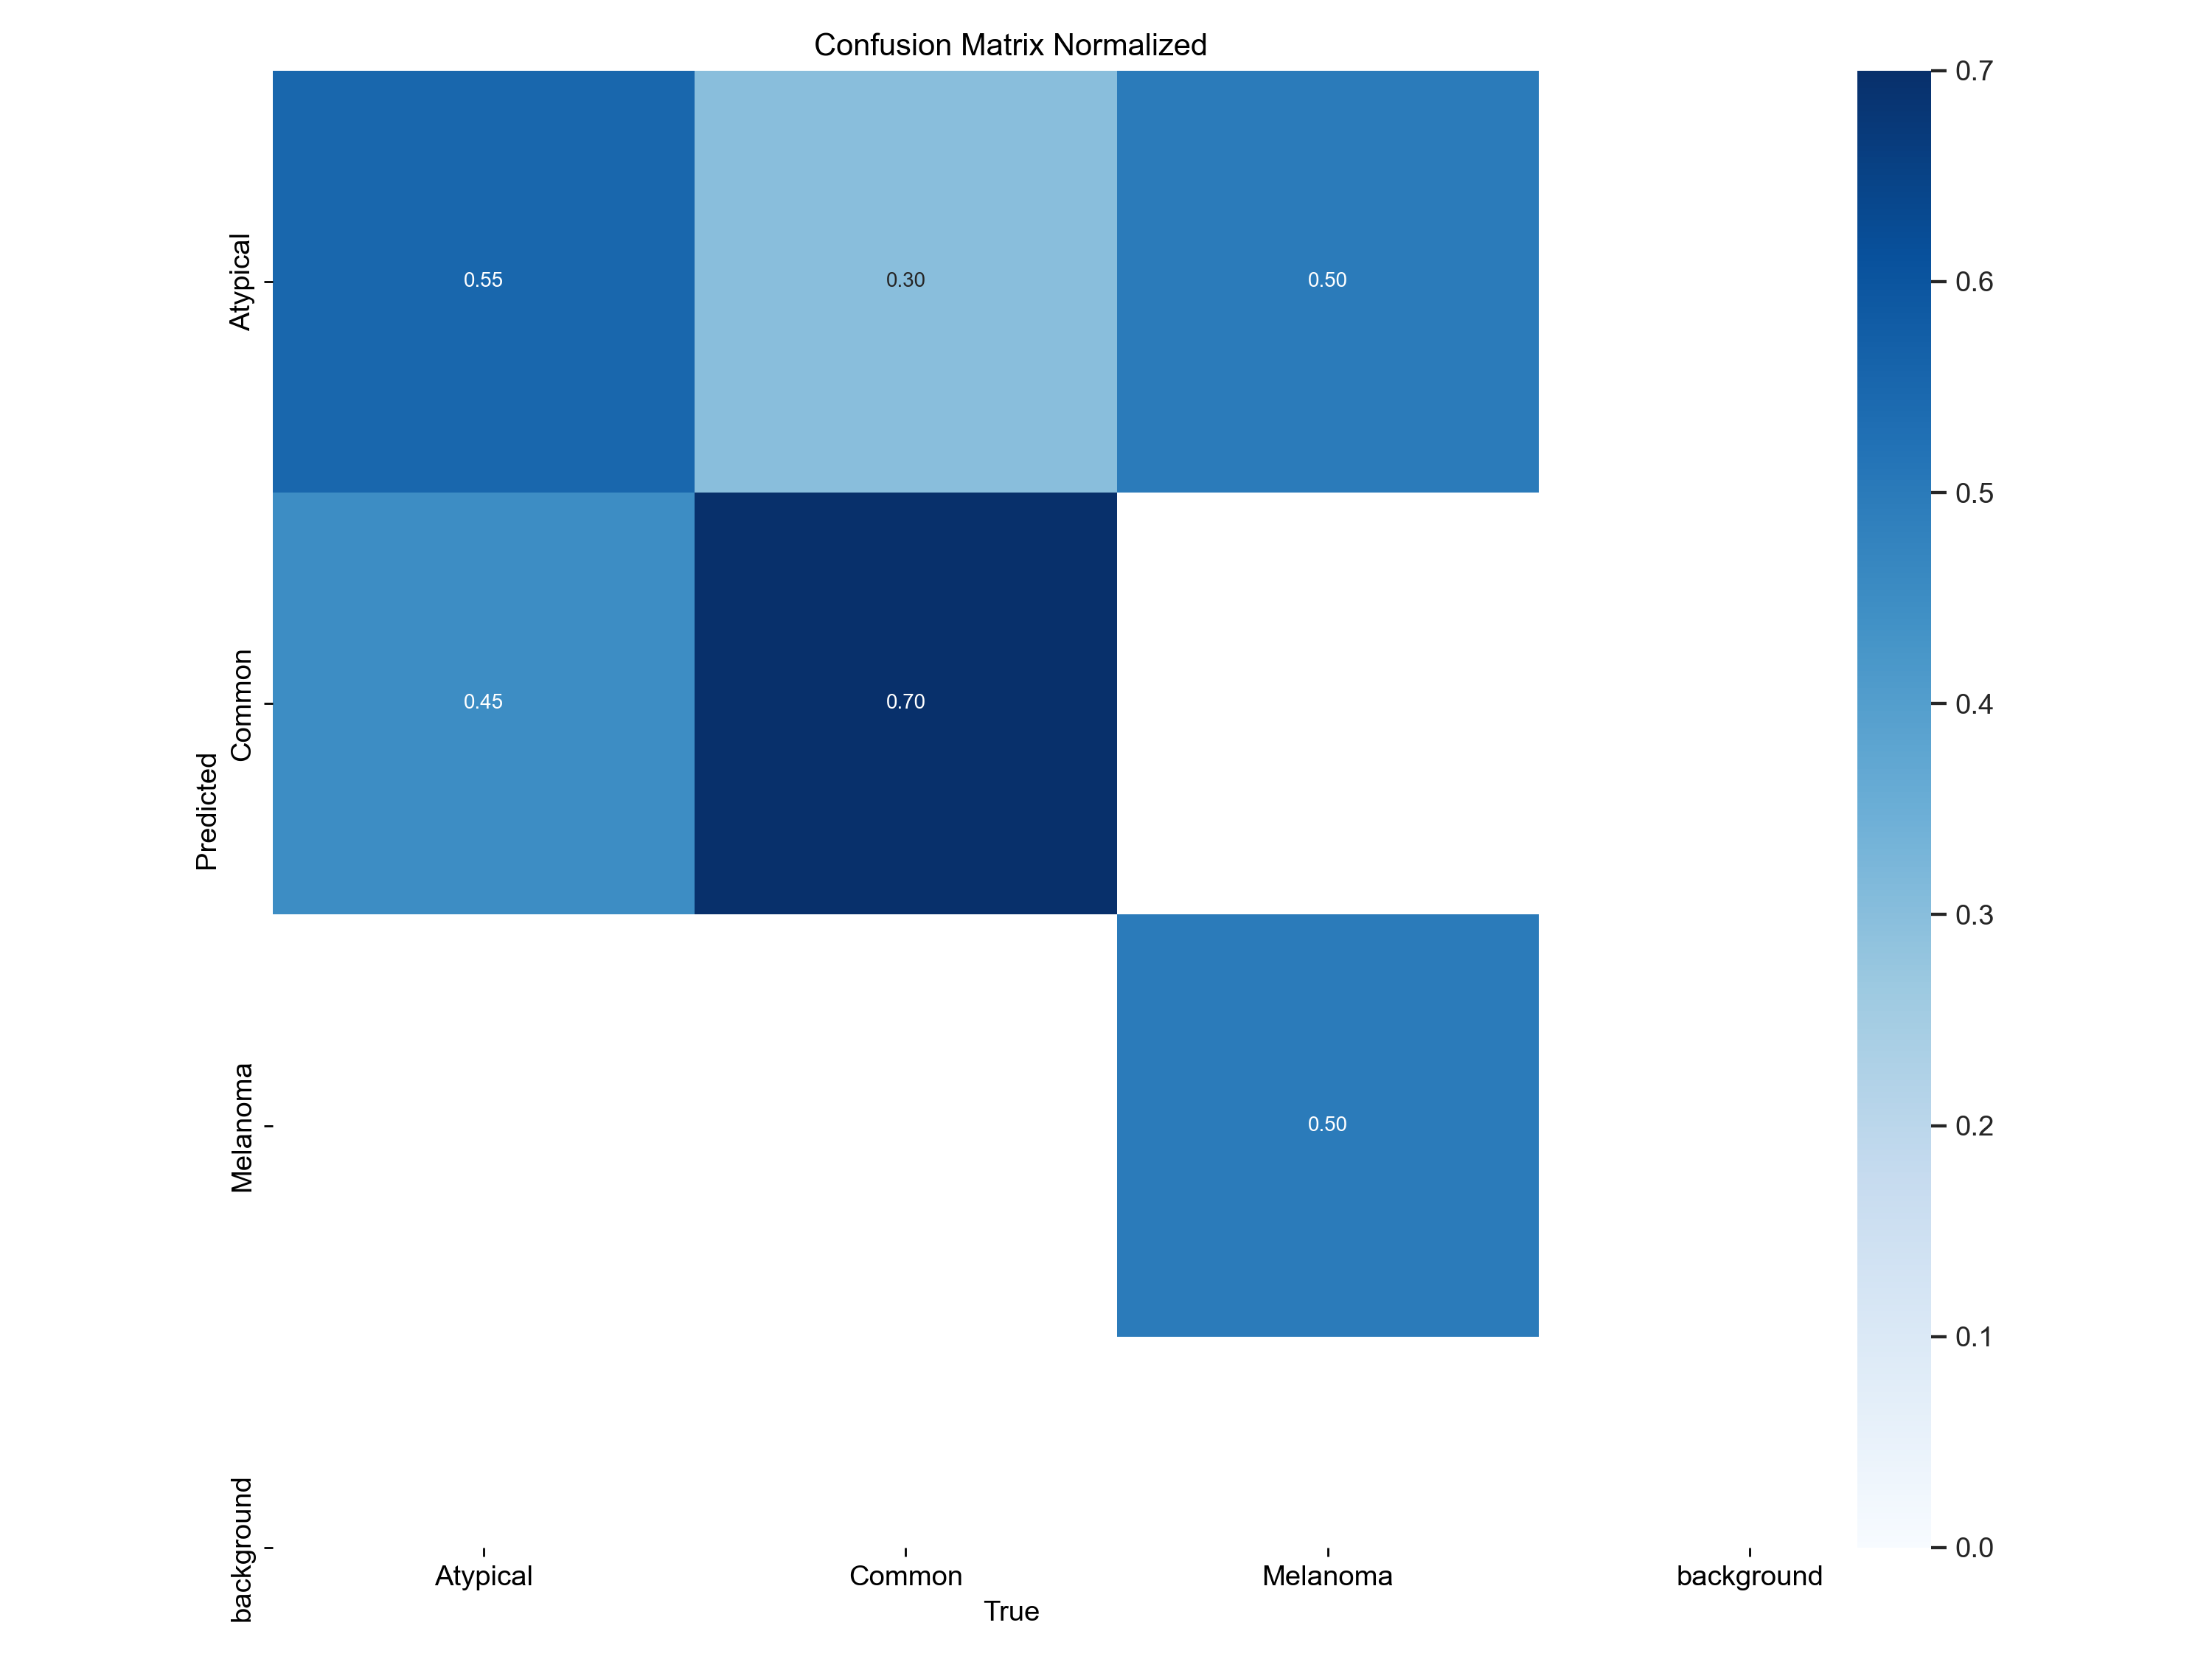 Confusion Matrix Normalized
Atypical
Common
Melanoma
background
Predicted
0.55 0.30 0.50
0.45 0.70
0.50
Atypical Common Melanoma background
True
0.7
0.6
0.5
0.4
0.3
0.2
0.1
0.0